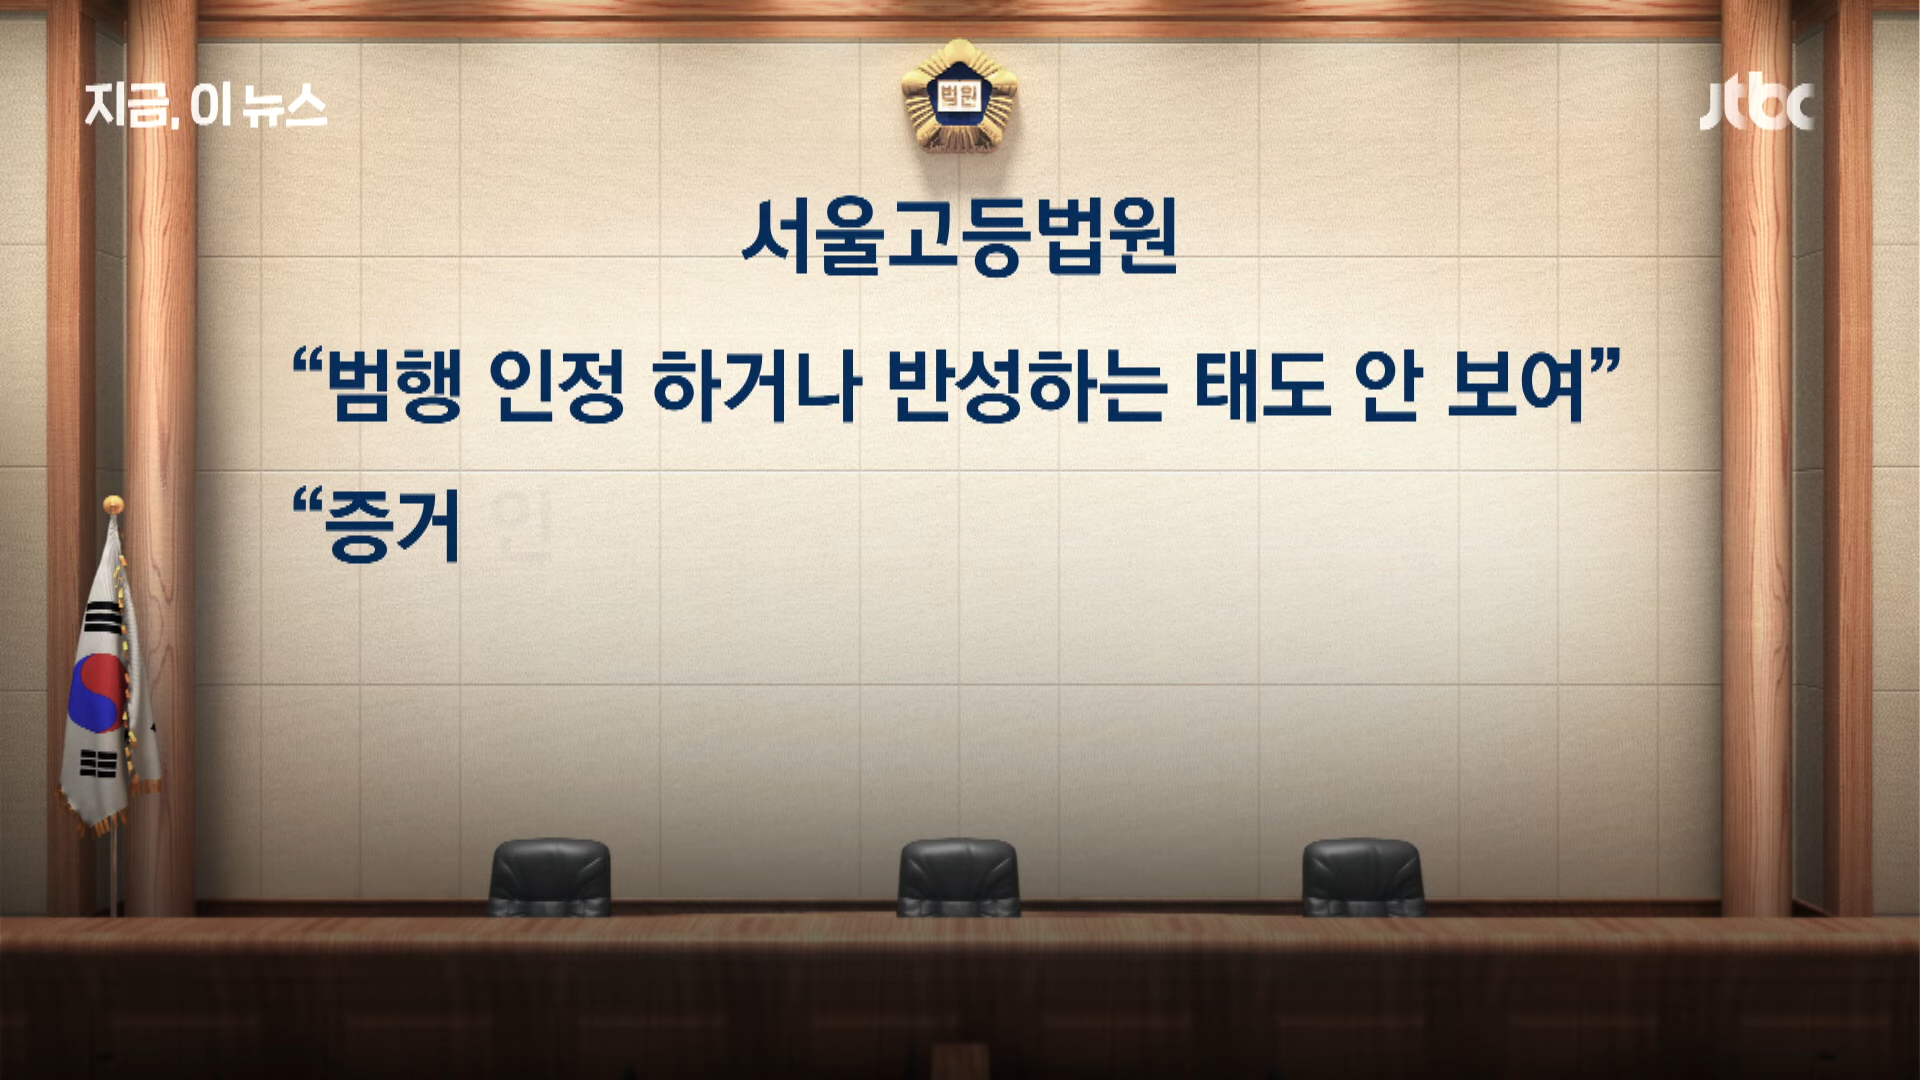 지금, 이 뉴스
jtbc
법원
서울고등법원
“범행 인정 하거나 반성하는 태도 안 보여”
“증거 인